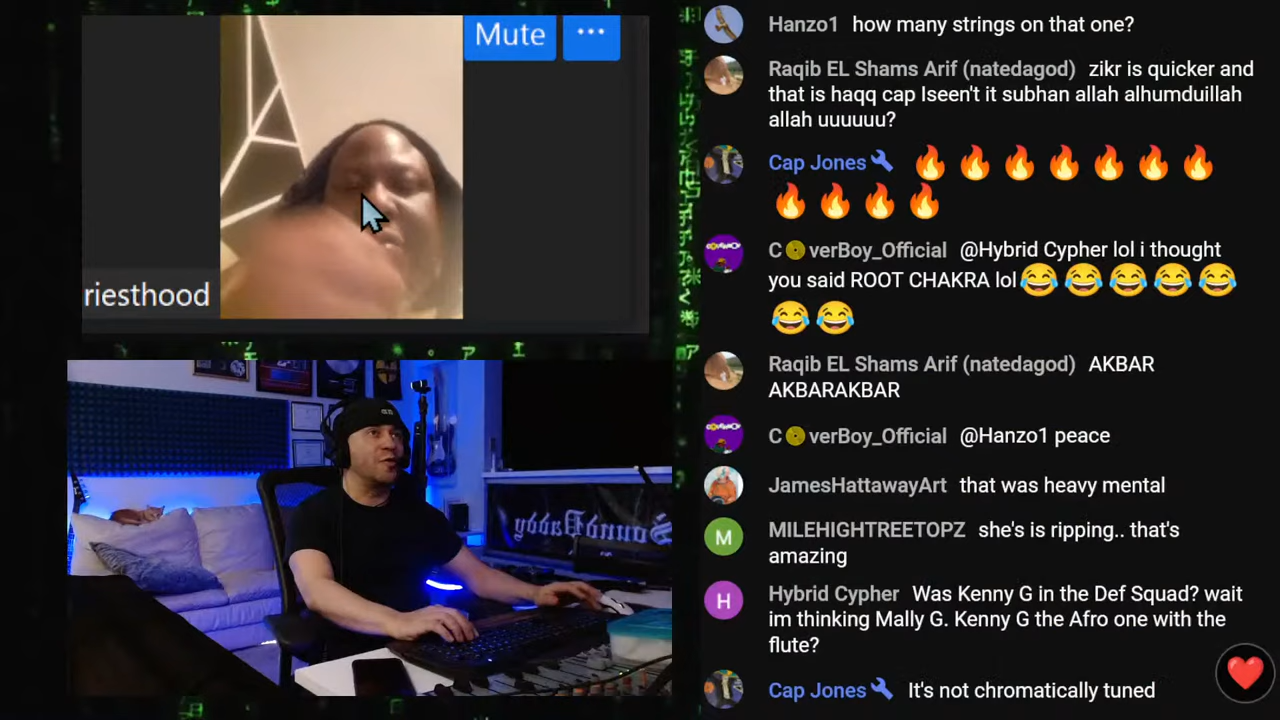 Mute
riesthood
SoundDaddy
Hanzo1 how many strings on that one?
Raqib EL Shams Arif (natedagod) zikr is quicker and
that is haqq cap Iseen't it subhan allah alhumduillah
allah uuuuuu?
Cap Jones 🔥🔥🔥🔥🔥🔥🔥
🔥🔥🔥🔥
C verBoy_Official @Hybrid Cypher lol i thought
you said ROOT CHAKRA lol😂😂😂😂😂
😂😂
Raqib EL Shams Arif (natedagod) AKBAR
AKBARAKBAR
C verBoy_Official @Hanzo1 peace
JamesHattawayArt that was heavy mental
M
MILEHIGHTREETOPZ she's is ripping.. that's
amazing
H
Hybrid Cypher Was Kenny G in the Def Squad? wait
im thinking Mally G. Kenny G the Afro one with the
flute?
Cap Jones It's not chromatically tuned